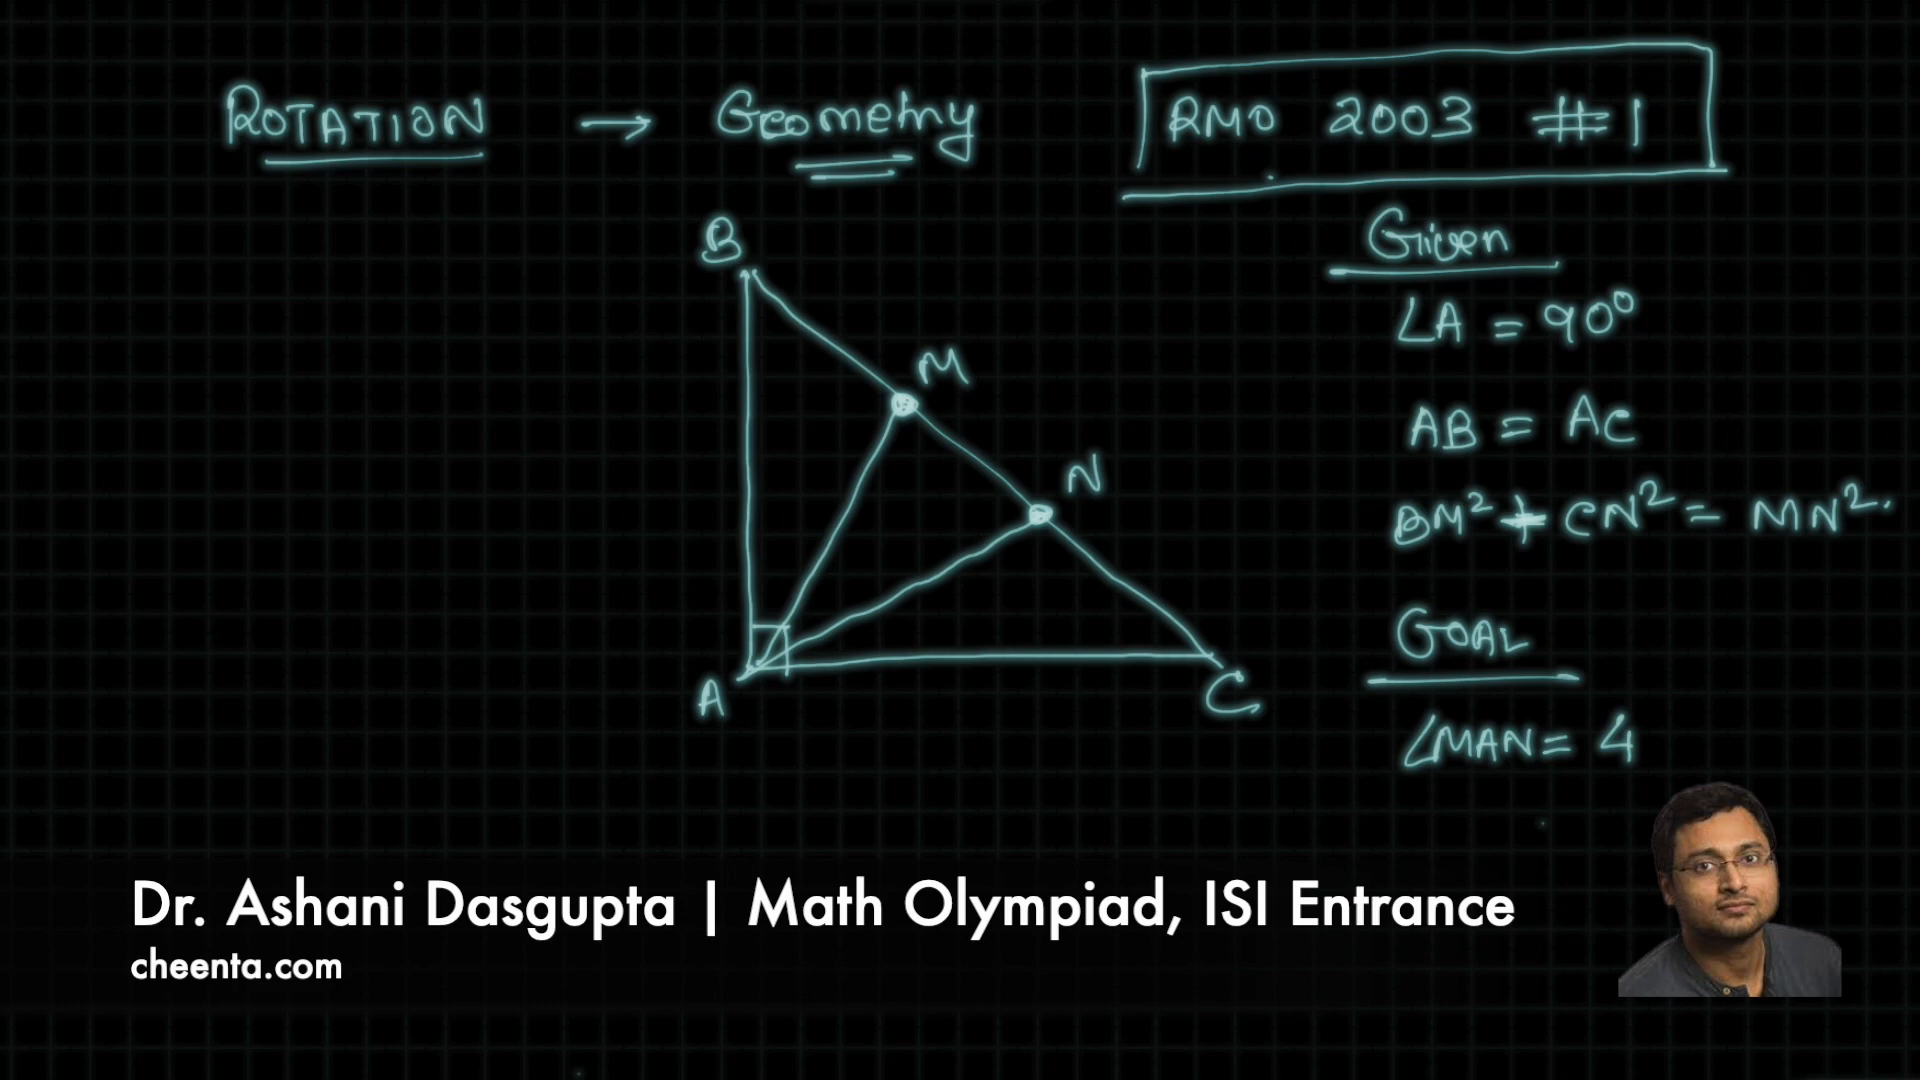 ROTATION → Geometry
RMO 2003 #1
Given
∠A = 90°
AB = AC
BM² + CN² = MN².
GOAL
∠MAN = 4
B
M
N
A
C
Dr. Ashani Dasgupta | Math Olympiad, ISI Entrance
cheenta.com